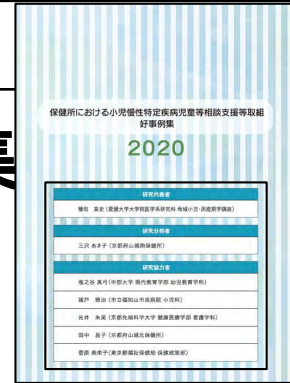 保健所における小児慢性特定疾病児童等相談支援等取組
好事例集
2020
研究代表者
檜垣 高史（愛媛大学大学院医学系研究科 地域小児・周産期学講座）
研究分担者
三沢 あき子（京都府山城南保健所）
研究協力者
塩之谷 真弓（中部大学 現代教育学部 幼児教育学科）
諸戸 雅治（市立福知山市民病院 小児科）
光井 朱美（京都先端科学大学 健康医療学部 看護学科）
田中 昌子（京都府山城北保健所）
菅原 美栄子（東京都福祉保健局 保健政策部）